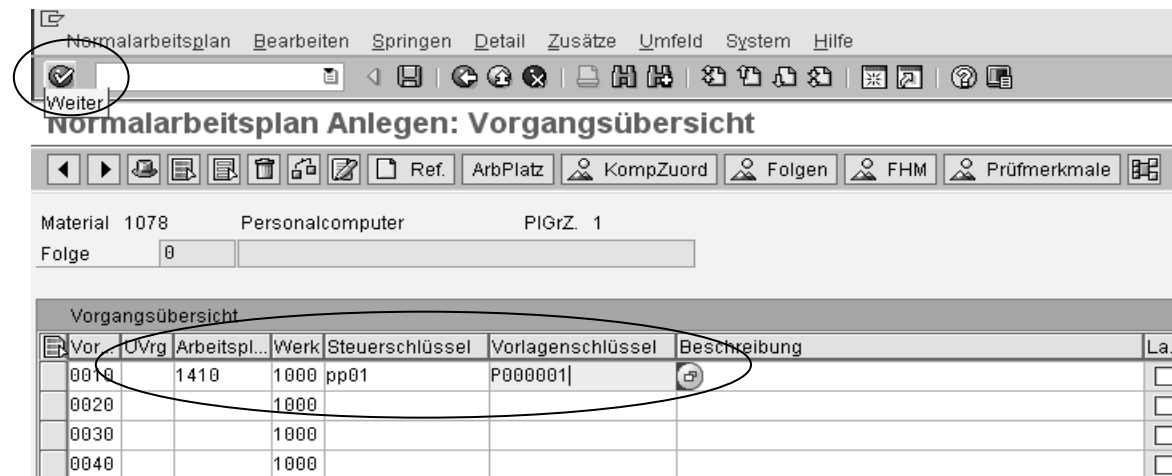 Normalarbeitsplan Bearbeiten Springen Detail Zusätze Umfeld System Hilfe
Weiter
Normalarbeitsplan Anlegen: Vorgangsübersicht
Ref. ArbPlatz KompZuord Folgen FHM Prüfmerkmale
Material 1078 Personalcomputer PlGrZ. 1
Folge 0
Vorgangsübersicht
Vor... UVrg Arbeitspl... Werk Steuerschlüssel Vorlagenschlüssel Beschreibung La.
0010 1410 1000 pp01 P000001
0020 1000
0030 1000
0040 1000